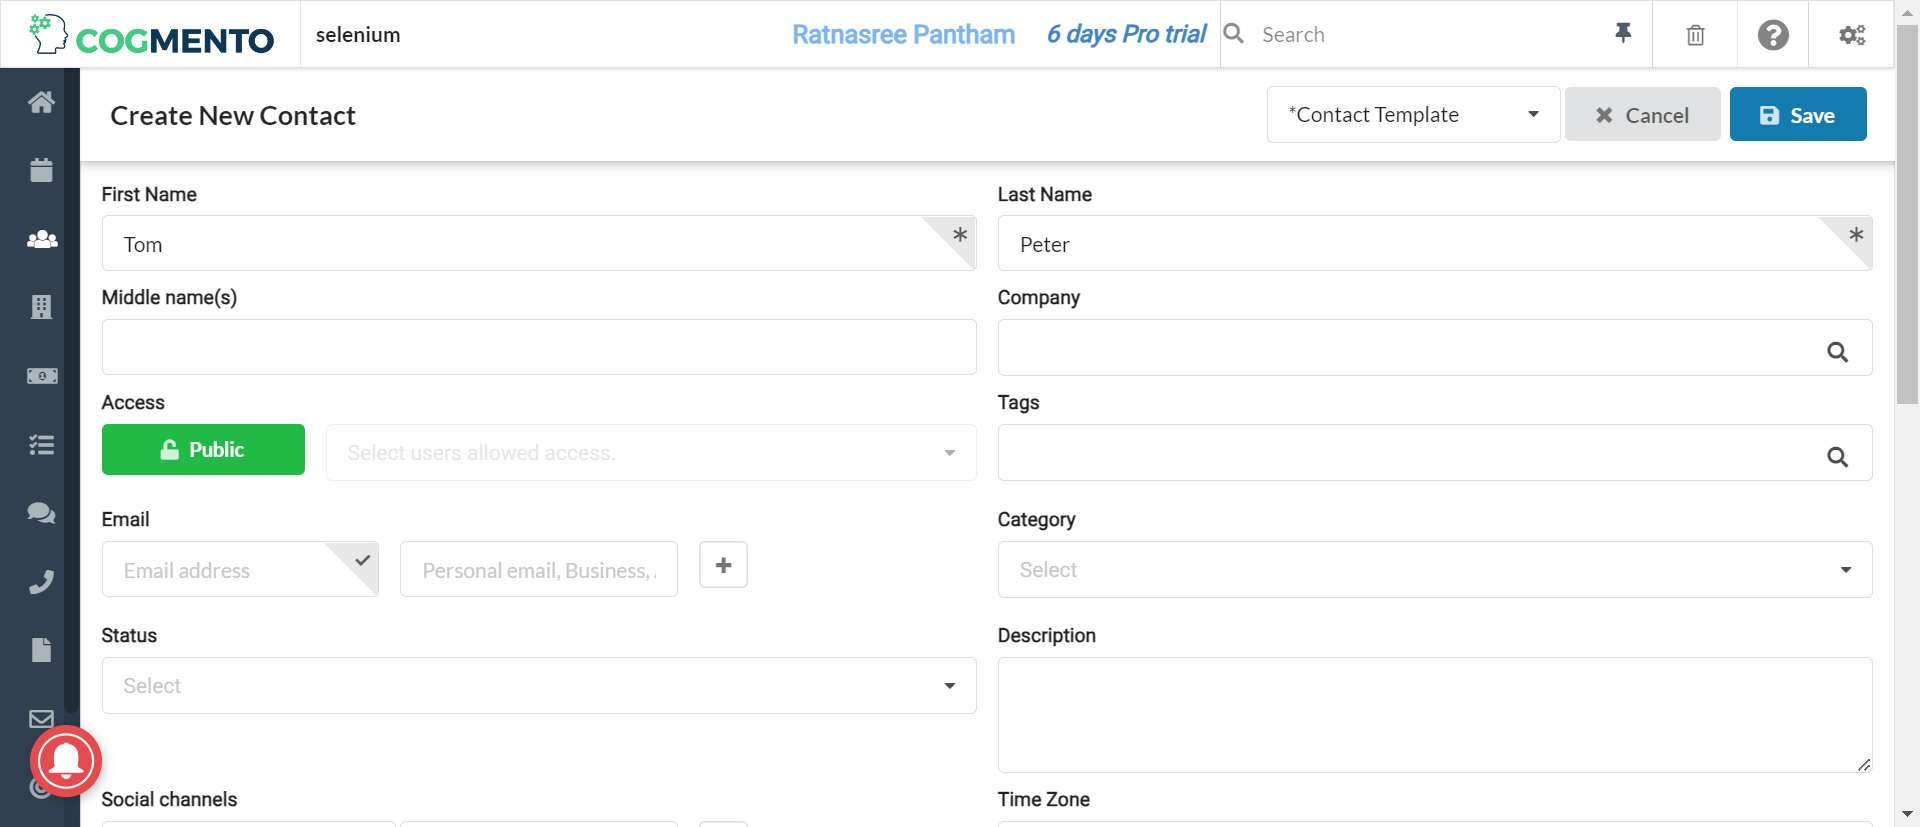 COGMENTO
selenium
Ratnasree Pantham
6 days Pro trial
Search
Create New Contact
*Contact Template
Cancel
Save
First Name
Last Name
Tom
*
Peter
*
Middle name(s)
Company
Access
Tags
Public
Select users allowed access.
Email
Category
Email address
Personal email, Business, .
Select
Status
Description
Select
Social channels
Time Zone